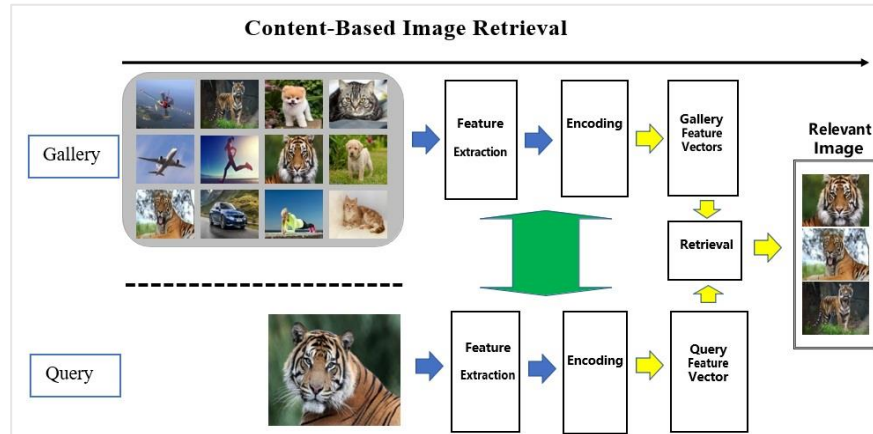 Content-Based Image Retrieval
Gallery
Feature
Extraction
Encoding
Gallery
Feature
Vectors
Relevant
Image
Retrieval
Query
Feature
Extraction
Encoding
Query
Feature
Vector